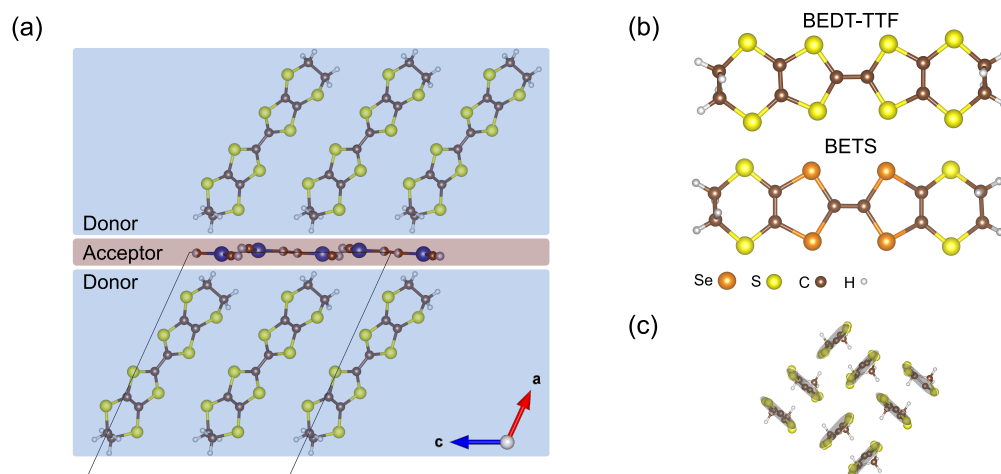 (a)
Donor
Acceptor
Donor
a
c
(b)
BEDT-TTF
BETS
Se S C H
(c)